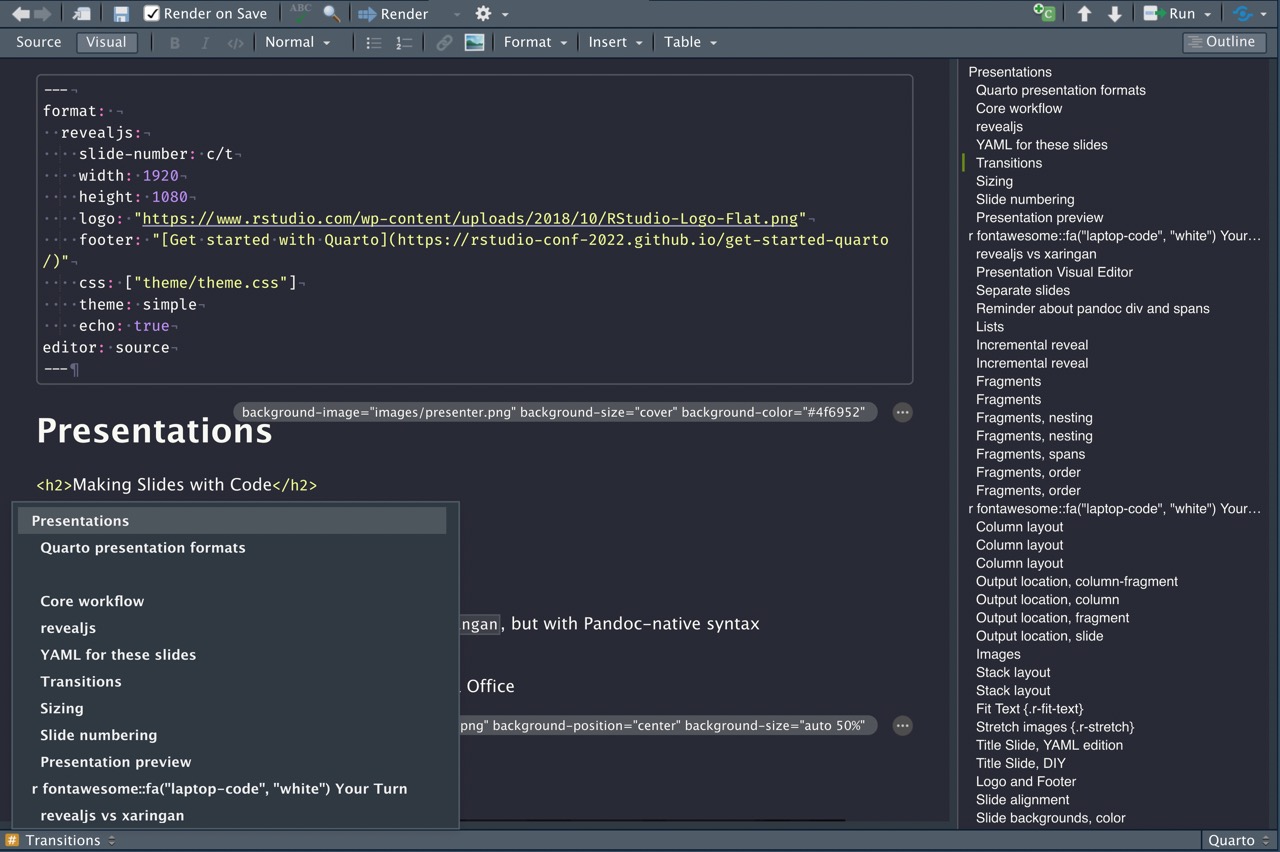 Render on Save ABC Render Run
Source Visual B I </> Normal Format Insert Table Outline
---
format:
revealjs:
slide-number: c/t
width: 1920
height: 1080
logo: "https://www.rstudio.com/wp-content/uploads/2018/10/RStudio-Logo-Flat.png"
footer: "[Get started with Quarto](https://rstudio-conf-2022.github.io/get-started-quarto
/)"
css: ["theme/theme.css"]
theme: simple
echo: true
editor: source
---
background-image="images/presenter.png" background-size="cover" background-color="#4f6952"
Presentations
<h2>Making Slides with Code</h2>
ngan, but with Pandoc-native syntax
Office
png" background-position="center" background-size="auto 50%"
Presentations
Quarto presentation formats
Core workflow
revealjs
YAML for these slides
Transitions
Sizing
Slide numbering
Presentation preview
r fontawesome::fa("laptop-code", "white") Your Turn
revealjs vs xaringan
Presentations
Quarto presentation formats
Core workflow
revealjs
YAML for these slides
Transitions
Sizing
Slide numbering
Presentation preview
r fontawesome::fa("laptop-code", "white") Your...
revealjs vs xaringan
Presentation Visual Editor
Separate slides
Reminder about pandoc div and spans
Lists
Incremental reveal
Incremental reveal
Fragments
Fragments
Fragments, nesting
Fragments, nesting
Fragments, spans
Fragments, order
Fragments, order
r fontawesome::fa("laptop-code", "white") Your...
Column layout
Column layout
Column layout
Output location, column-fragment
Output location, column
Output location, fragment
Output location, slide
Images
Stack layout
Stack layout
Fit Text {.r-fit-text}
Stretch images {.r-stretch}
Title Slide, YAML edition
Title Slide, DIY
Logo and Footer
Slide alignment
Slide backgrounds, color
# Transitions Quarto